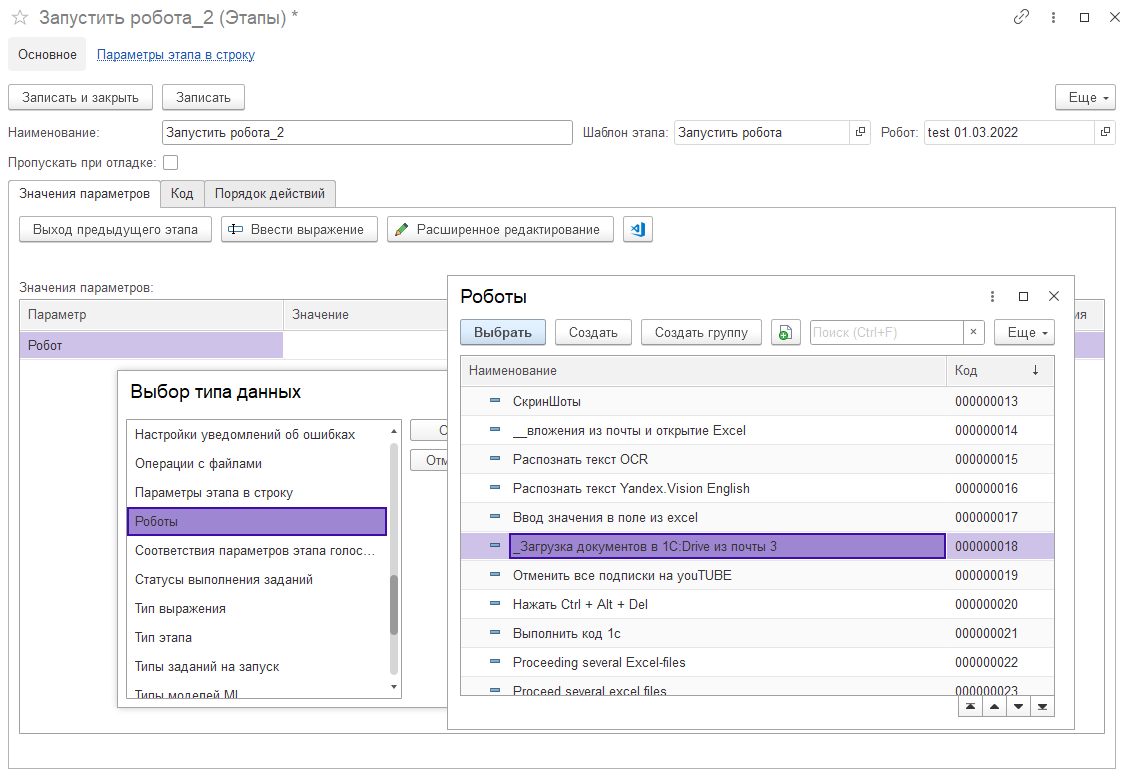 Запустить робота_2 (Этапы) *
Основное Параметры этапа в строку
Записать и закрыть Записать Еще
Наименование: Запустить робота_2 Шаблон этапа: Запустить робота Робот: test 01.03.2022
Пропускать при отладке:
Значения параметров Код Порядок действий
Выход предыдущего этапа Ввести выражение Расширенное редактирование
Значения параметров:
Параметр Значение
Робот
Выбор типа данных
Настройки уведомлений об ошибках
Операции с файлами
Параметры этапа в строку
Роботы
Соответствия параметров этапа голос...
Статусы выполнения заданий
Тип выражения
Тип этапа
Типы заданий на запуск
Типы моделей ML
Отм
Роботы
Выбрать Создать Создать группу Поиск (Ctrl+F) × Еще
Наименование Код ↓
СкринШоты 000000013
__вложения из почты и открытие Excel 000000014
Распознать текст OCR 000000015
Распознать текст Yandex.Vision English 000000016
Ввод значения в поле из excel 000000017
_Загрузка документов в 1С:Drive из почты 3 000000018
Отменить все подписки на youTUBE 000000019
Нажать Ctrl + Alt + Del 000000020
Выполнить код 1с 000000021
Proceeding several Excel-files 000000022
Proceed several excel files 000000023